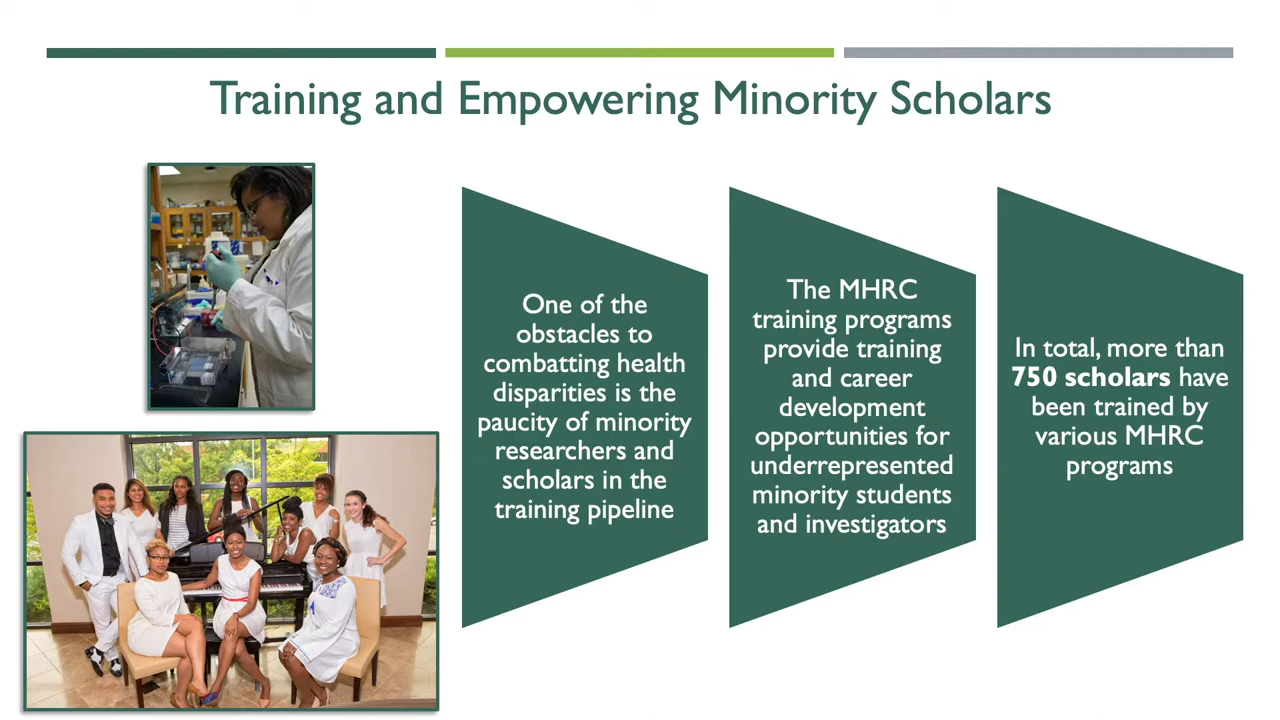 Training and Empowering Minority Scholars
One of the
obstacles to
combatting health
disparities is the
paucity of minority
researchers and
scholars in the
training pipeline
The MHRC
training programs
provide training
and career
development
opportunities for
underrepresented
minority students
and investigators
In total, more than
750 scholars have
been trained by
various MHRC
programs